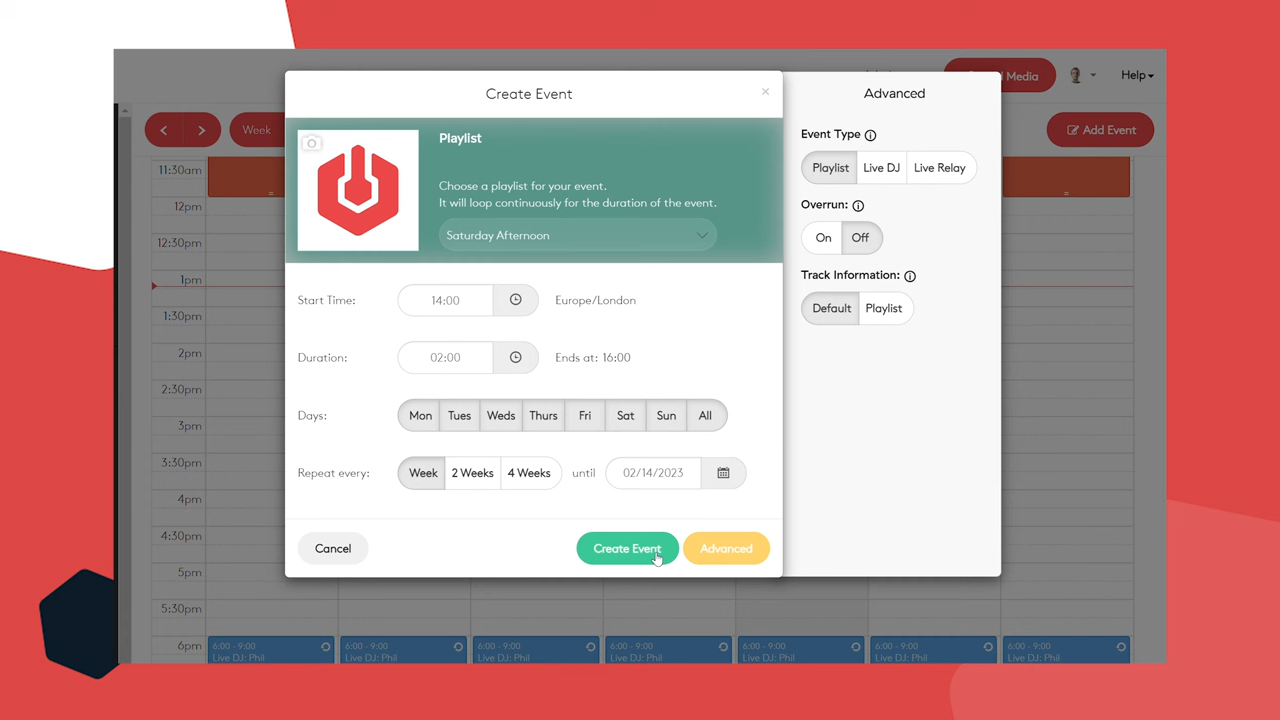 Create Event
×
Advanced
Media
Help
Week
Add Event
Playlist
Choose a playlist for your event.
It will loop continuously for the duration of the event.
Saturday Afternoon
Event Type
Playlist Live DJ Live Relay
Overrun:
On Off
Track Information:
Default Playlist
Start Time: 14:00 Europe/London
Duration: 02:00 Ends at: 16:00
Days: Mon Tues Weds Thurs Fri Sat Sun All
Repeat every: Week 2 Weeks 4 Weeks until 02/14/2023
Cancel Create Event Advanced
11:30am
12pm
12:30pm
1pm
1:30pm
2pm
2:30pm
3pm
3:30pm
4pm
4:30pm
5pm
5:30pm
6pm
6:00 - 9:00
Live DJ: Phil
6:00 - 9:00
Live DJ: Phil
6:00 - 9:00
Live DJ: Phil
6:00 - 9:00
Live DJ: Phil
6:00 - 9:00
Live DJ: Phil
6:00 - 9:00
Live DJ: Phil
6:00 - 9:00
Live DJ: Phil